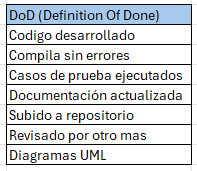 DoD (Definition Of Done)
Codigo desarrollado
Compila sin errores
Casos de prueba ejecutados
Documentación actualizada
Subido a repositorio
Revisado por otro mas
Diagramas UML